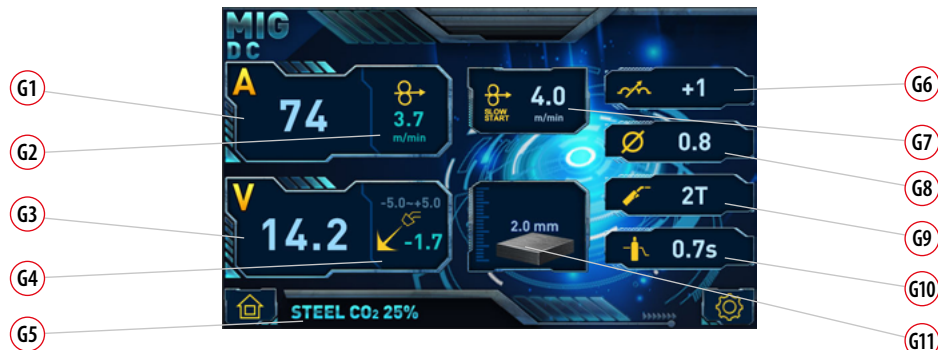 MIG
DC
A
74
3.7
m/min
SLOW
START
4.0
m/min
+1
0.8
2T
0.7s
V
14.2
-5.0~+5.0
-1.7
2.0 mm
STEEL CO₂ 25%
G1
G2
G3
G4
G5
G6
G7
G8
G9
G10
G11